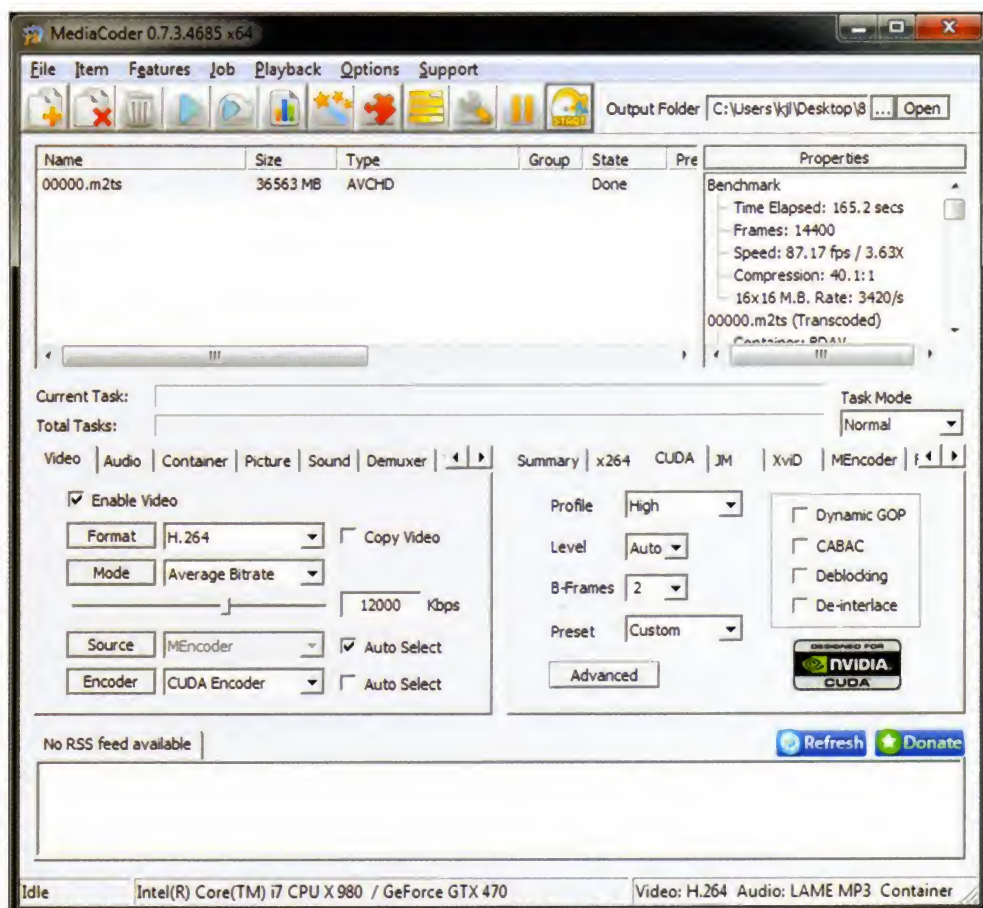 MediaCoder 0.7.3.4685 x64
File Item Features Job Playback Options Support
START
Output Folder C:\Users\kjl\Desktop\8 ... Open
Name Size Type Group State Pre
00000.m2ts 36563 MB AVCHD Done
Properties
Benchmark
Time Elapsed: 165.2 secs
Frames: 14400
Speed: 87.17 fps / 3.63X
Compression: 40.1:1
16x16 M.B. Rate: 3420/s
00000.m2ts (Transcoded)
Container: BDAV
Current Task:
Total Tasks:
Task Mode
Normal
Video Audio Container Picture Sound Demuxer
Enable Video
Format H.264 Copy Video
Mode Average Bitrate
12000 Kbps
Source MEncoder Auto Select
Encoder CUDA Encoder Auto Select
Summary x264 CUDA JM XviD MEncoder
Profile High
Level Auto
B-Frames 2
Preset Custom
Advanced
Dynamic GOP
CABAC
Deblocking
De-interlace
DESIGNED FOR
NVIDIA.
CUDA
No RSS feed available
Refresh Donate
Idle Intel(R) Core(TM) i7 CPU X 980 / GeForce GTX 470 Video: H.264 Audio: LAME MP3 Container